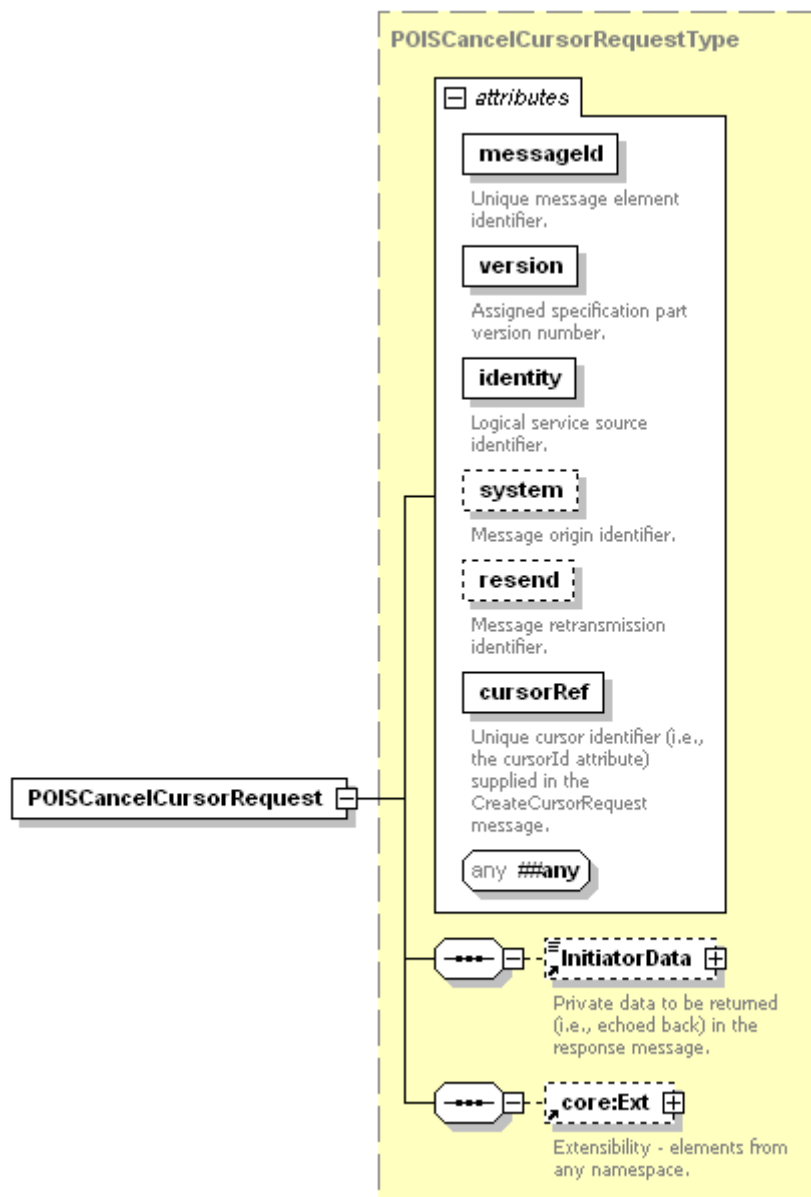 POISCancelCursorRequestType
attributes
messageId
Unique message element
identifier.
version
Assigned specification part
version number.
identity
Logical service source
identifier.
system
Message origin identifier.
resend
Message retransmission
identifier.
cursorRef
Unique cursor identifier (i.e.,
the cursorId attribute)
supplied in the
CreateCursorRequest
message.
POISCancelCursorRequest
any ##any
InitiatorData
Private data to be returned
(i.e., echoed back) in the
response message.
core:Ext
Extensibility - elements from
any namespace.